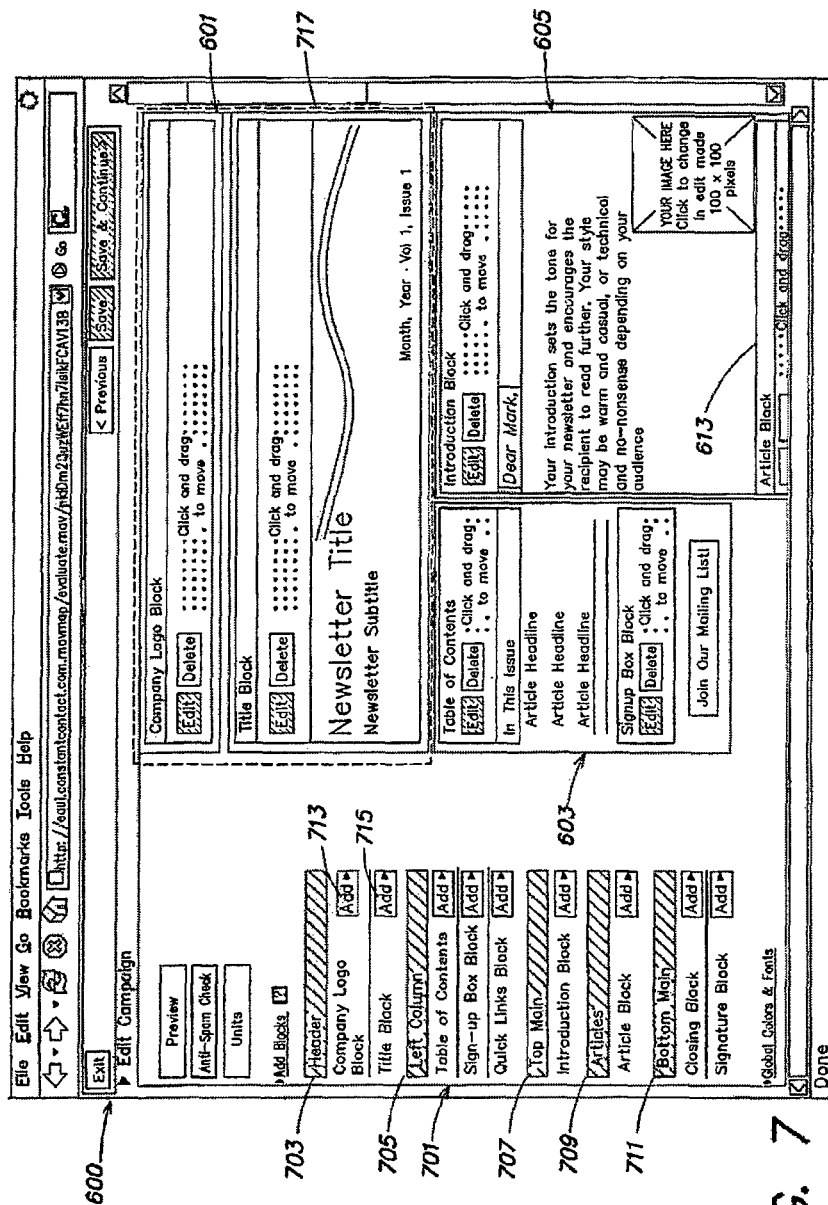 File Edit View Go Bookmarks Tools Help
Go
Exit
< Previous
Save
Save & Continue
Edit Campaign
Preview
Anti-Spam Check
Units
Add Blocks [?]
Header
Company Logo
Block
Add
Title Block
Add
Left Column
Table of Contents
Add
Sign-up Box Block
Add
Quick Links Block
Add
Top Main
Introduction Block
Add
Articles
Article Block
Add
Bottom Main
Closing Block
Add
Signature Block
Add
Global Colors & Fonts
Done
Company Logo Block
Edit Delete
Click and drag
to move
Title Block
Edit Delete
Click and drag
to move
Newsletter Title
Newsletter Subtitle
Month, Year - Vol 1, Issue 1
Table of Contents
Edit Delete
Click and drag
to move
In This Issue
Article Headline
Article Headline
Article Headline
Signup Box Block
Edit Delete
Click and drag
to move
Join Our Mailing List!
Introduction Block
Edit Delete
Click and drag
to move
Dear Mark,
Your Introduction sets the tone for
your newsletter and encourages the
recipient to read further. Your style
may be warm and casual, or technical
and no-nonsense depending on your
audience
YOUR IMAGE HERE
Click to change
in edit mode
100 x 100
pixels
Article Block
Click and drag
600
703
705
701
707
709
711
713
715
603
613
601
717
605
7